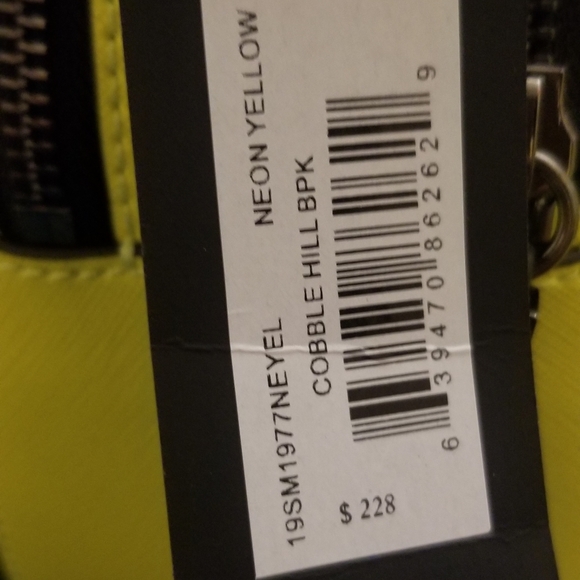 19SM1977NEYEL NEON YELLOW
COBBLE HILL BPK
6 39470 86262 9
$ 228